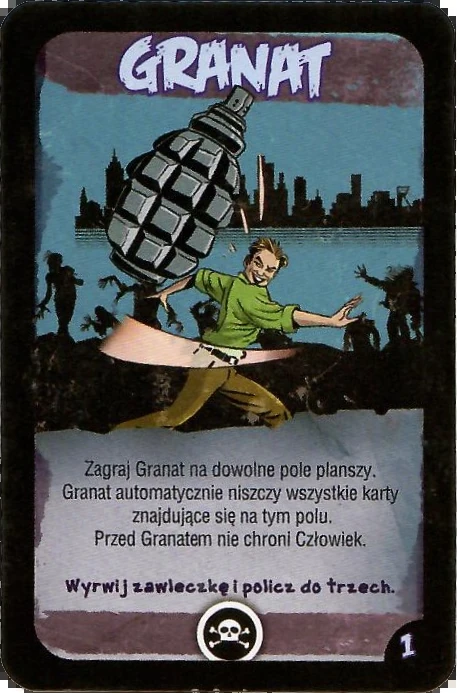 GRANAT
Zagraj Granat na dowolne pole planszy.
Granat automatycznie niszczy wszystkie karty
znajdujące się na tym polu.
Przed Granatem nie chroni Człowiek.
Wyrwij zawleczkę i policz do trzech.
1